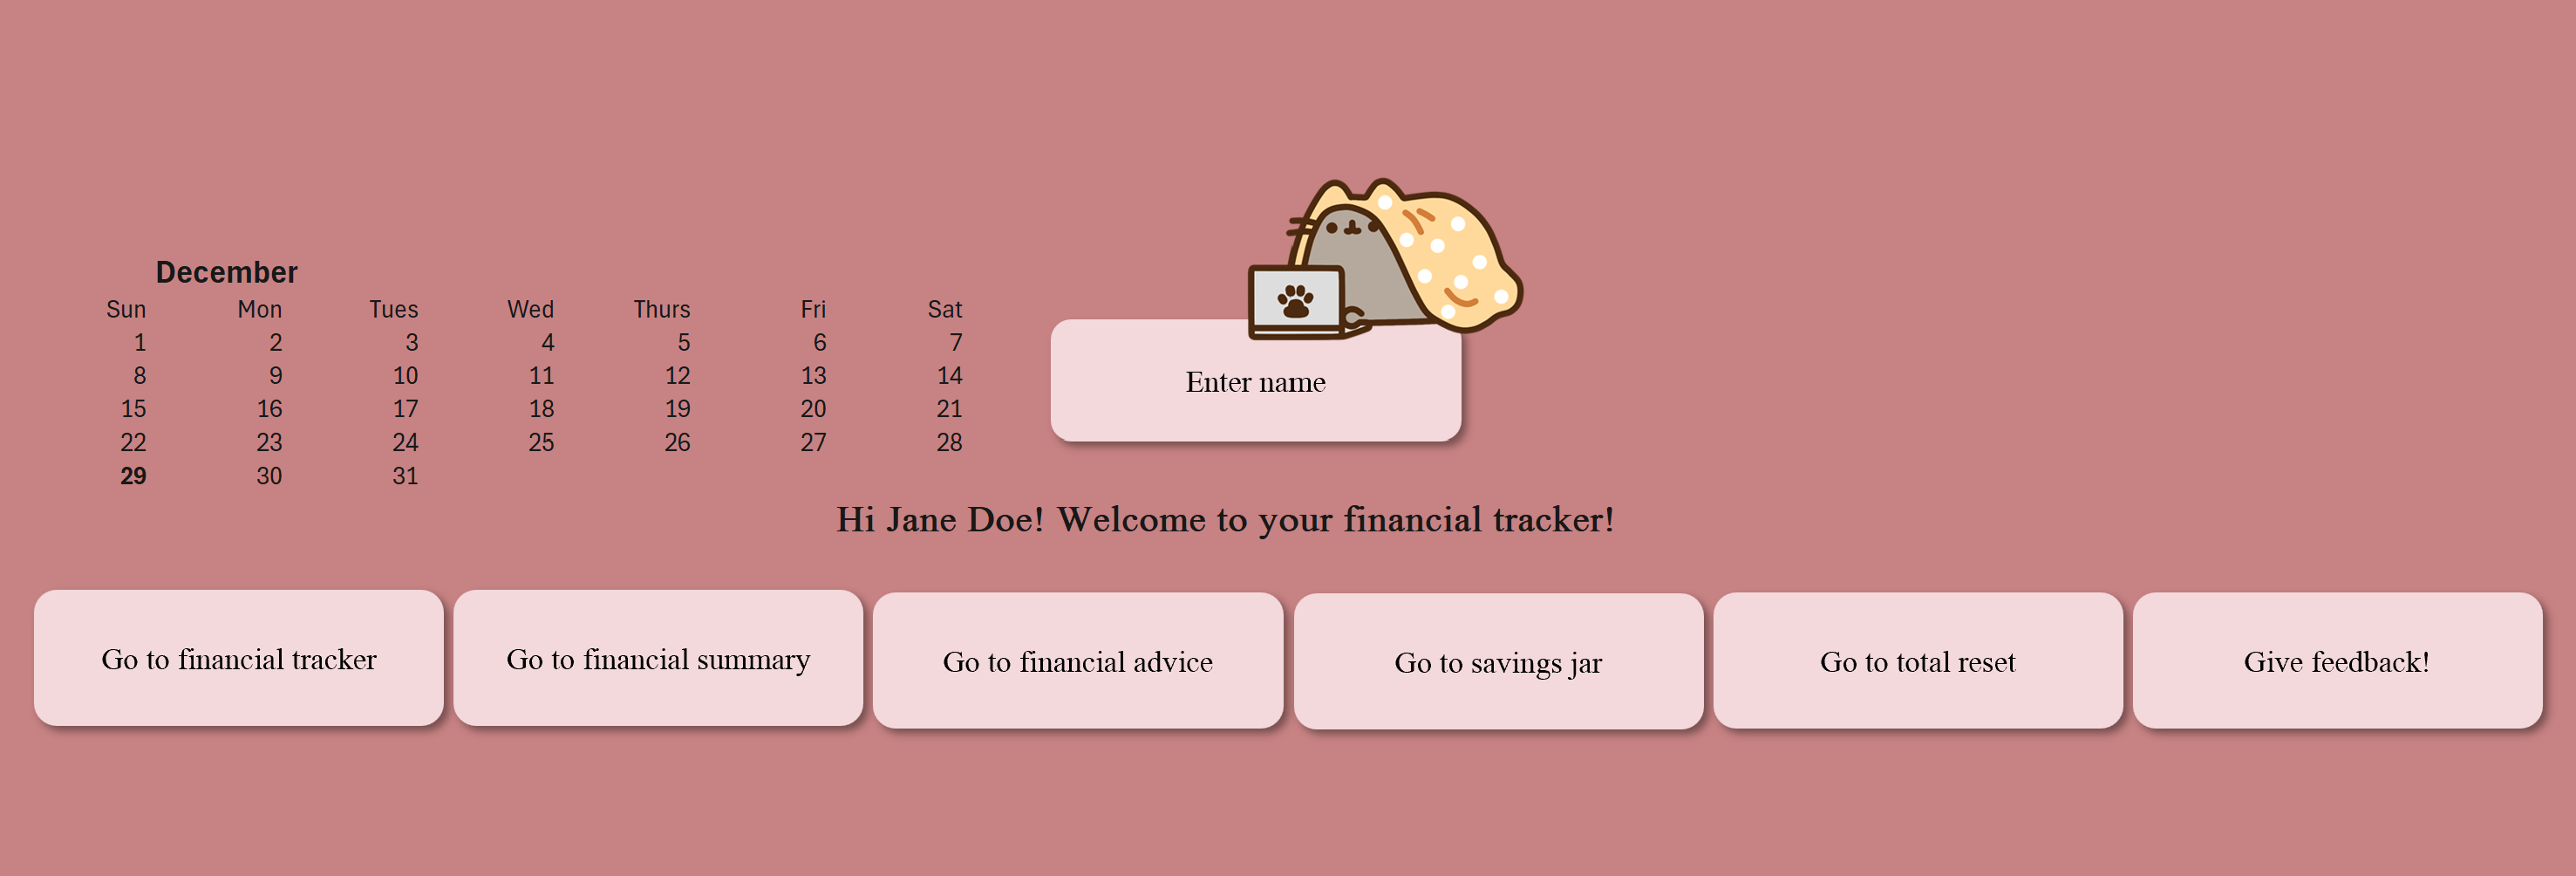 December
Sun Mon Tues Wed Thurs Fri Sat
1 2 3 4 5 6 7
8 9 10 11 12 13 14
15 16 17 18 19 20 21
22 23 24 25 26 27 28
29 30 31
Enter name
Hi Jane Doe! Welcome to your financial tracker!
Go to financial tracker
Go to financial summary
Go to financial advice
Go to savings jar
Go to total reset
Give feedback!